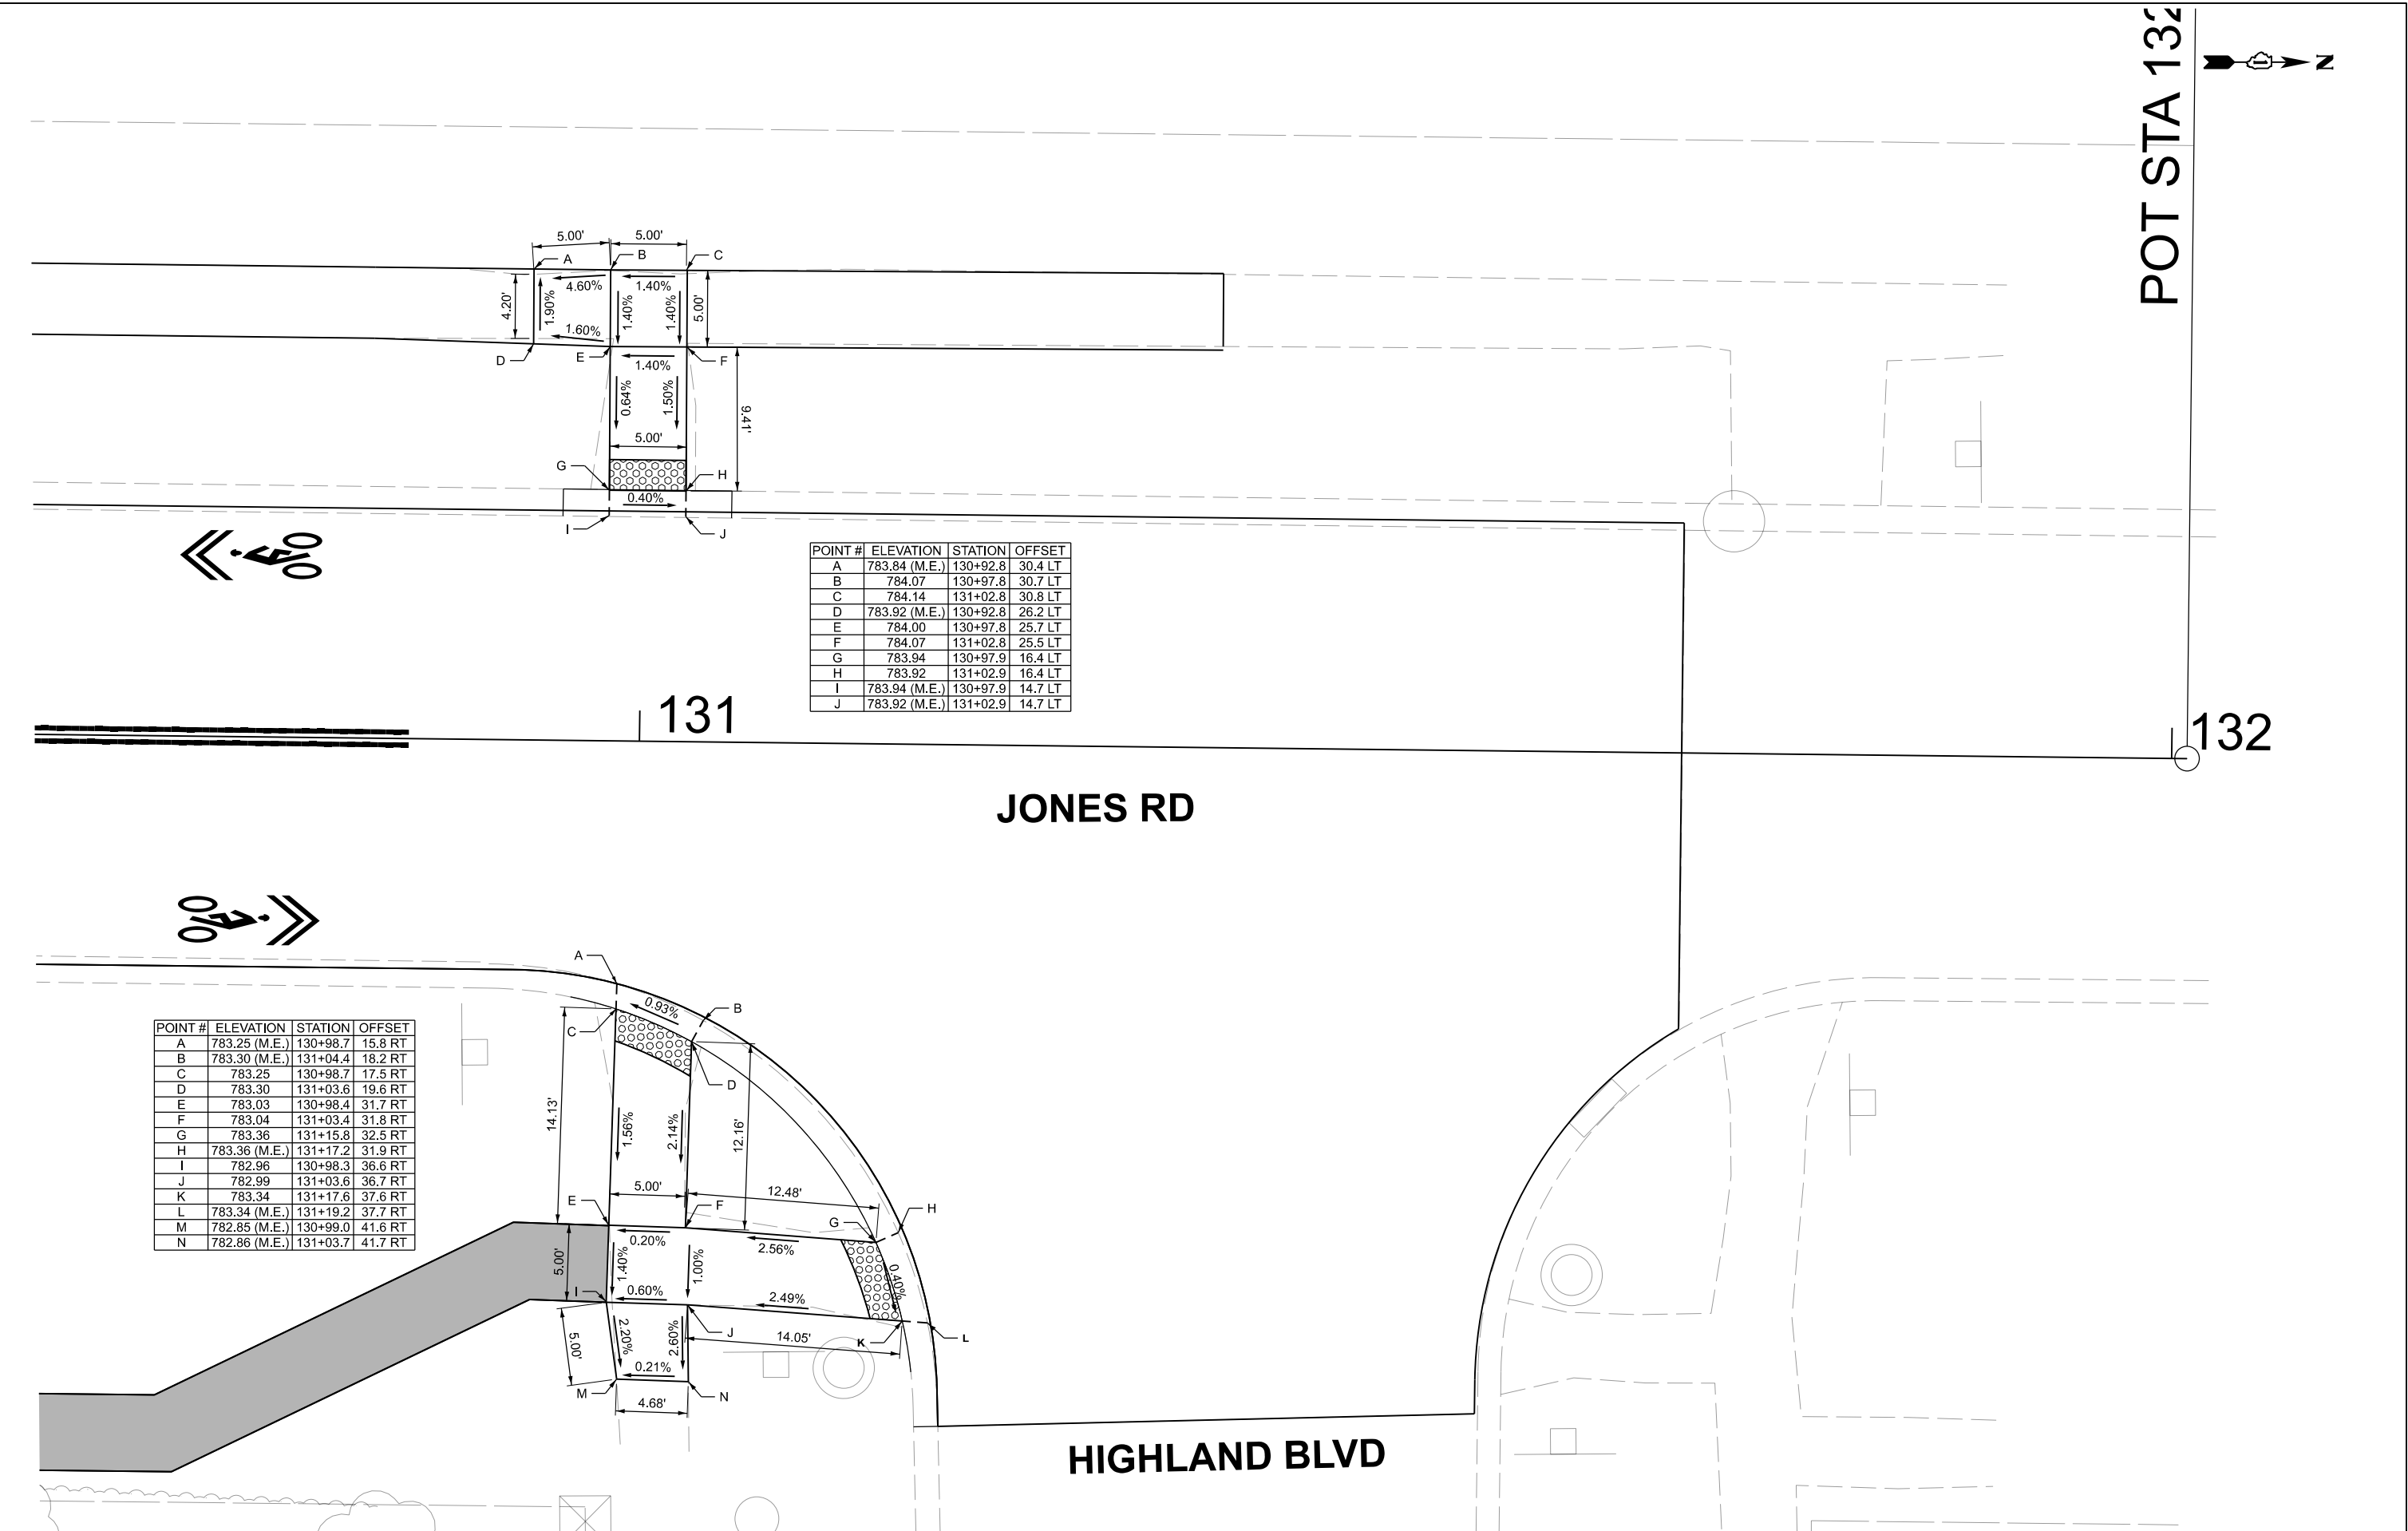 POT STA 132
N
5.00' 5.00'
A B C
4.60% 1.40%
4.20' 1.90% 1.40% 1.40% 5.00'
1.60%
D E F
1.40%
0.64% 1.50% 9.41'
5.00'
G H
0.40%
I J
POINT # ELEVATION STATION OFFSET
A 783.84 (M.E.) 130+92.8 30.4 LT
B 784.07 130+97.8 30.7 LT
C 784.14 131+02.8 30.8 LT
D 783.92 (M.E.) 130+92.8 26.2 LT
E 784.00 130+97.8 25.7 LT
F 784.07 131+02.8 25.5 LT
G 783.94 130+97.9 16.4 LT
H 783.92 131+02.9 16.4 LT
I 783.94 (M.E.) 130+97.9 14.7 LT
J 783.92 (M.E.) 131+02.9 14.7 LT
131
132
JONES RD
A
0.93% B
C
D
POINT # ELEVATION STATION OFFSET
A 783.25 (M.E.) 130+98.7 15.8 RT
B 783.30 (M.E.) 131+04.4 18.2 RT
C 783.25 130+98.7 17.5 RT
D 783.30 131+03.6 19.6 RT
E 783.03 130+98.4 31.7 RT
F 783.04 131+03.4 31.8 RT
G 783.36 131+15.8 32.5 RT
H 783.36 (M.E.) 131+17.2 31.9 RT
I 782.96 130+98.3 36.6 RT
J 782.99 131+03.6 36.7 RT
K 783.34 131+17.6 37.6 RT
L 783.34 (M.E.) 131+19.2 37.7 RT
M 782.85 (M.E.) 130+99.0 41.6 RT
N 782.86 (M.E.) 131+03.7 41.7 RT
14.13' 1.56% 2.14% 12.16'
5.00' 12.48'
E F G H
0.20% 2.56%
5.00' 1.40% 1.00% 0.40%
I 0.60% 2.49%
J K L
5.00' 2.20% 2.60% 14.05'
0.21%
M N
4.68'
HIGHLAND BLVD